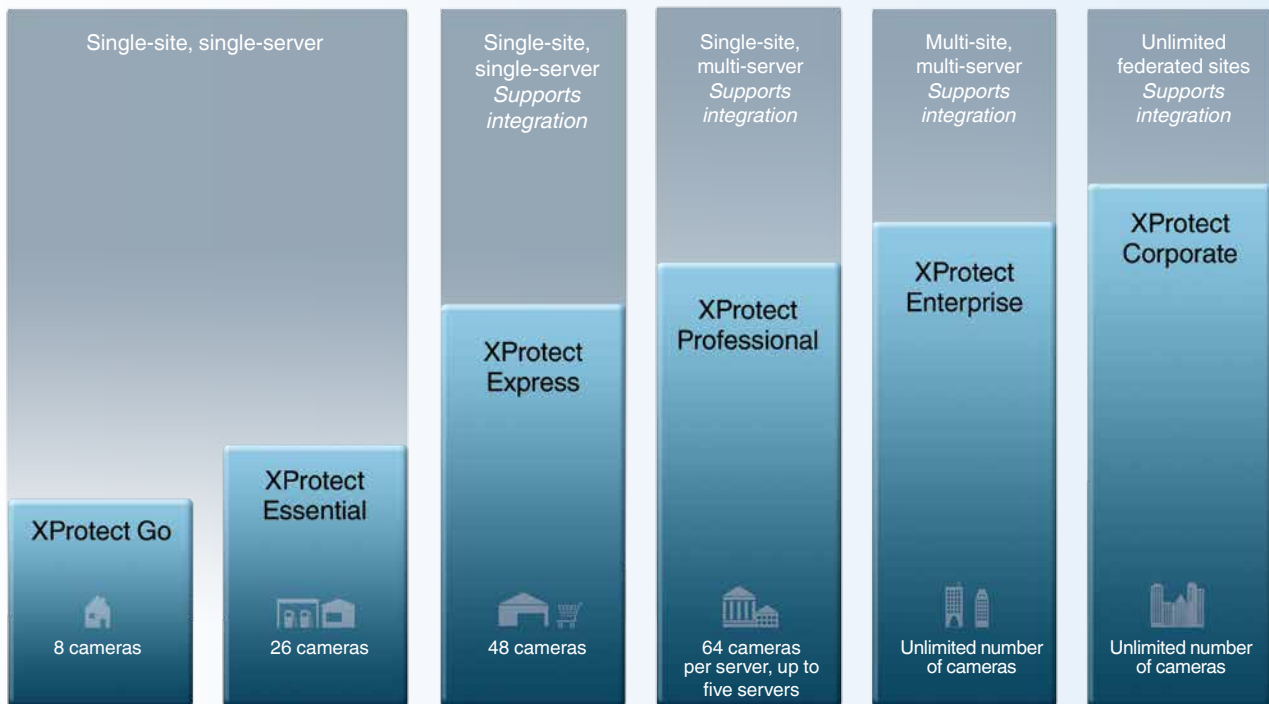 Single-site, single-server
Single-site,
single-server
Supports
integration
Single-site,
multi-server
Supports
integration
Multi-site,
multi-server
Supports
integration
Unlimited
federated sites
Supports
integration
XProtect Go
8 cameras
XProtect
Essential
26 cameras
XProtect
Express
48 cameras
XProtect
Professional
64 cameras
per server, up to
five servers
XProtect
Enterprise
Unlimited number
of cameras
XProtect
Corporate
Unlimited number
of cameras